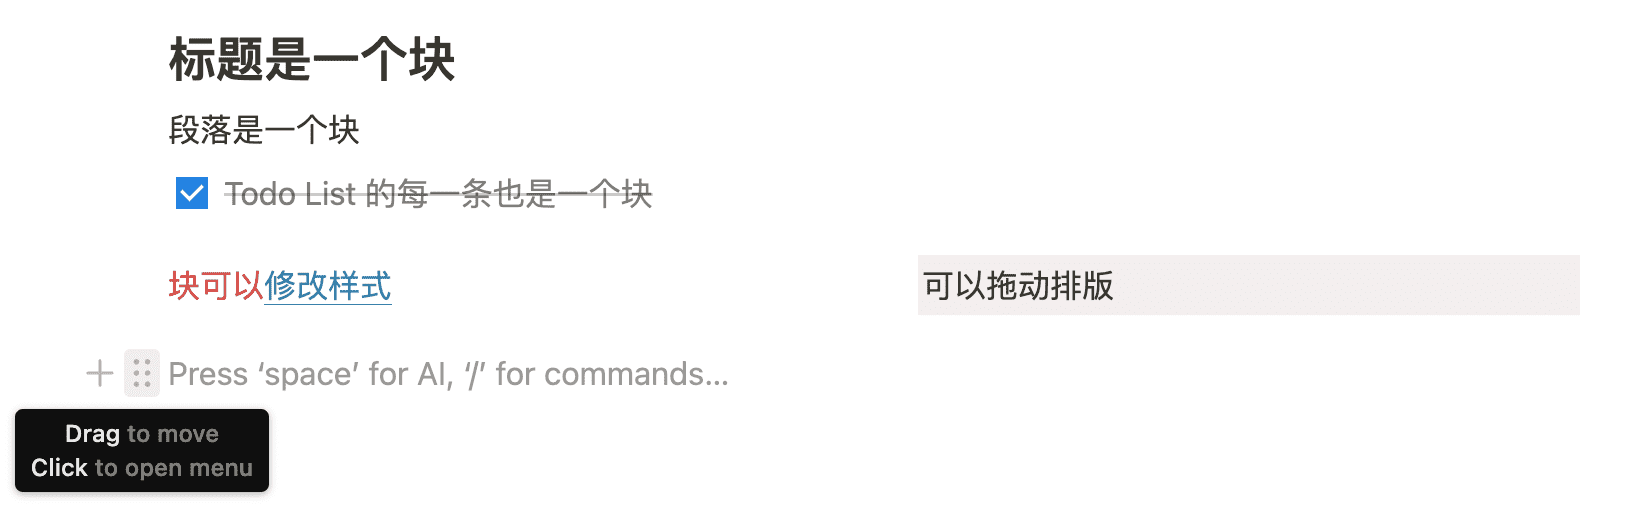 标题是一个块
段落是一个块
Todo List 的每一条也是一个块
块可以修改样式
可以拖动排版
Press ‘space’ for AI, ‘/’ for commands...
Drag to move
Click to open menu